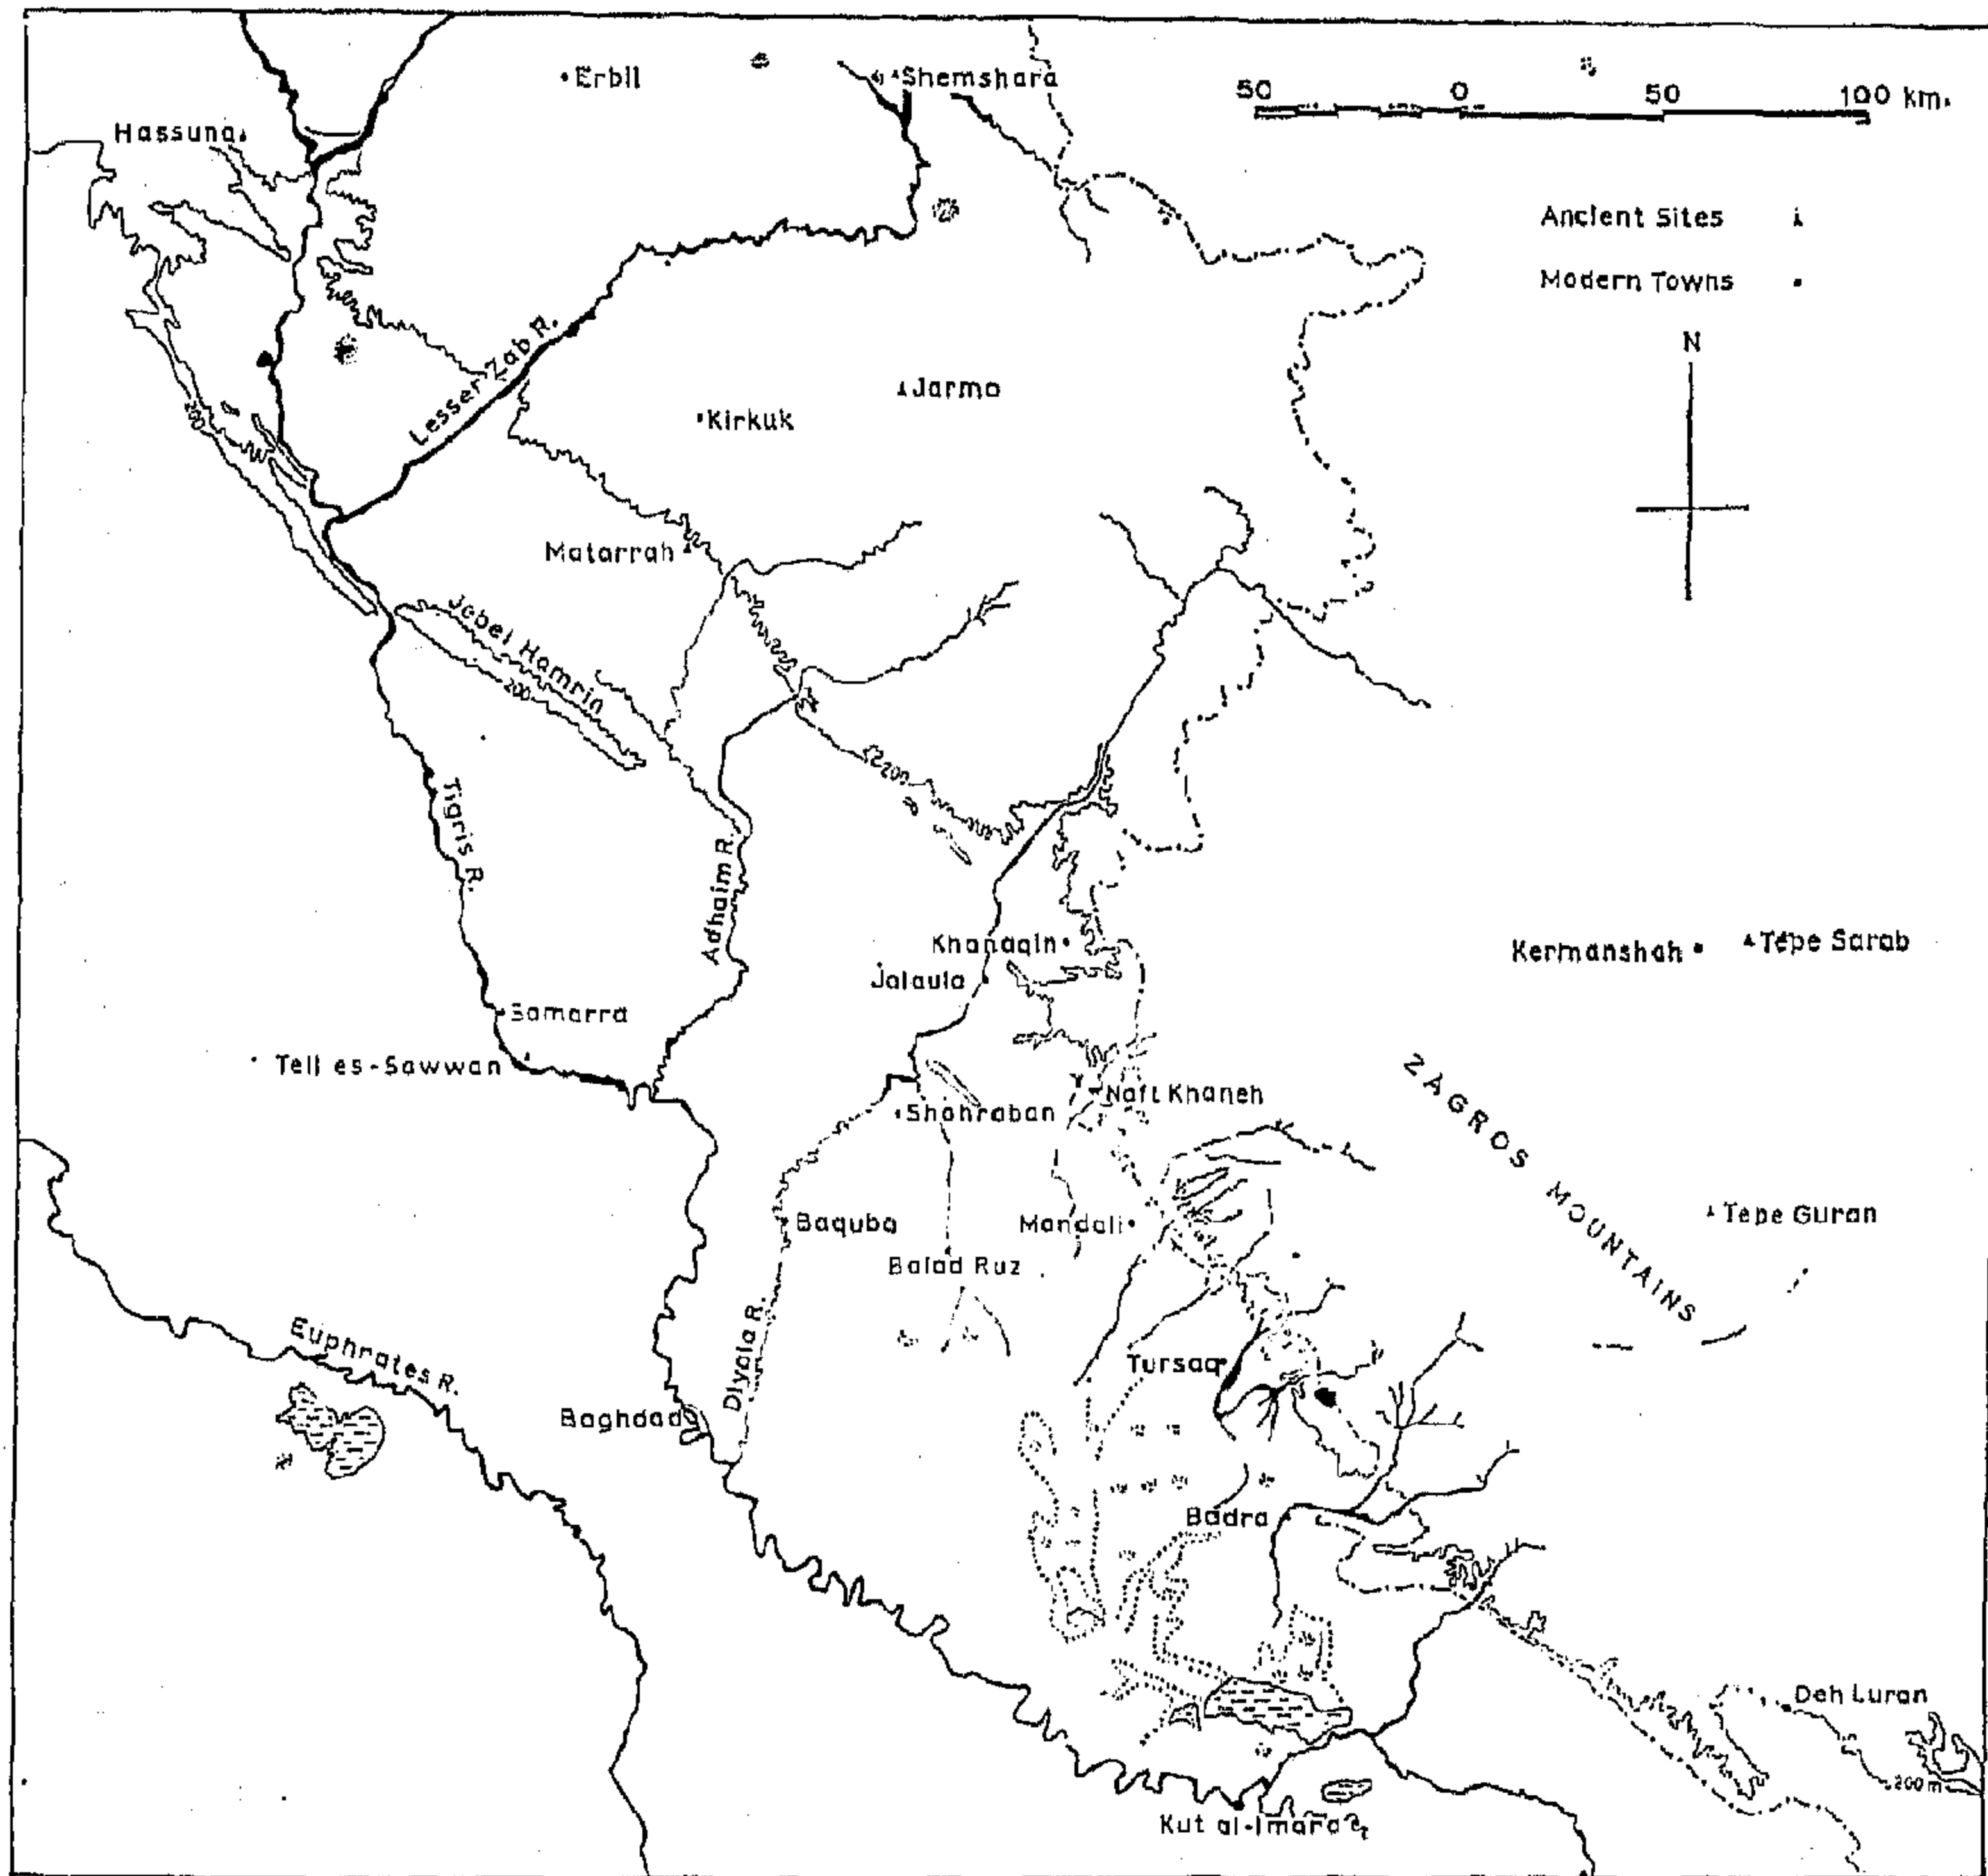 Erbil
Shemshara
50 0 50 100 km.
Hassuna
Ancient Sites
Modern Towns
N
Lesser Zab R.
Jarmo
Kirkuk
200
Matarrah
Jebel Hamrin
200
200
Tigris R.
Adhaim R.
Khanaqin
Jalaula
Kermanshah
Tepe Sarab
Samarra
Tell es-Sawwan
Naft Khaneh
Shahraban
ZAGROS MOUNTAINS
Baquba
Mandali
Tepe Guran
Balad Ruz
Diyala R.
Euphrates R.
Tursaq
Baghdad
Badra
Deh Luran
200 m
Kut al-Imara